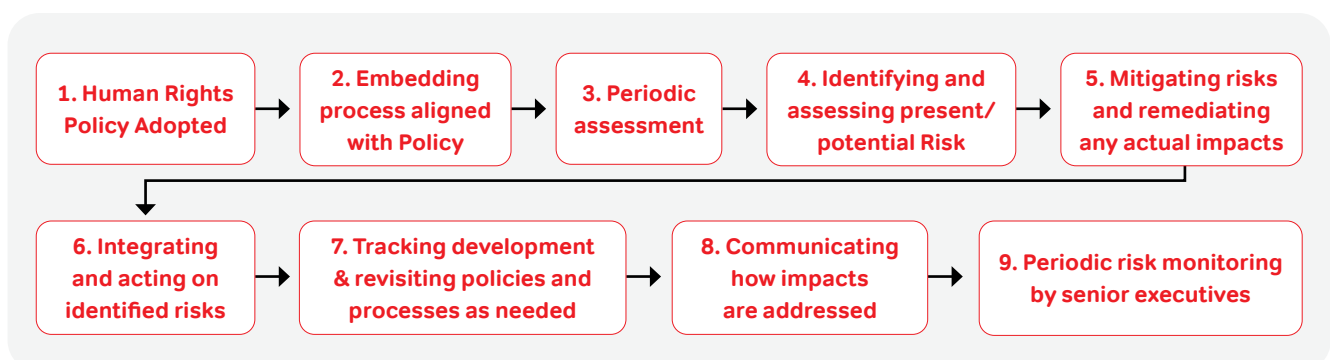 1. Human Rights
Policy Adopted
2. Embedding
process aligned
with Policy
3. Periodic
assessment
4. Identifying and
assessing present/
potential Risk
5. Mitigating risks
and remediating
any actual impacts
6. Integrating
and acting on
identified risks
7. Tracking development
& revisiting policies and
processes as needed
8. Communicating
how impacts
are addressed
9. Periodic risk monitoring
by senior executives